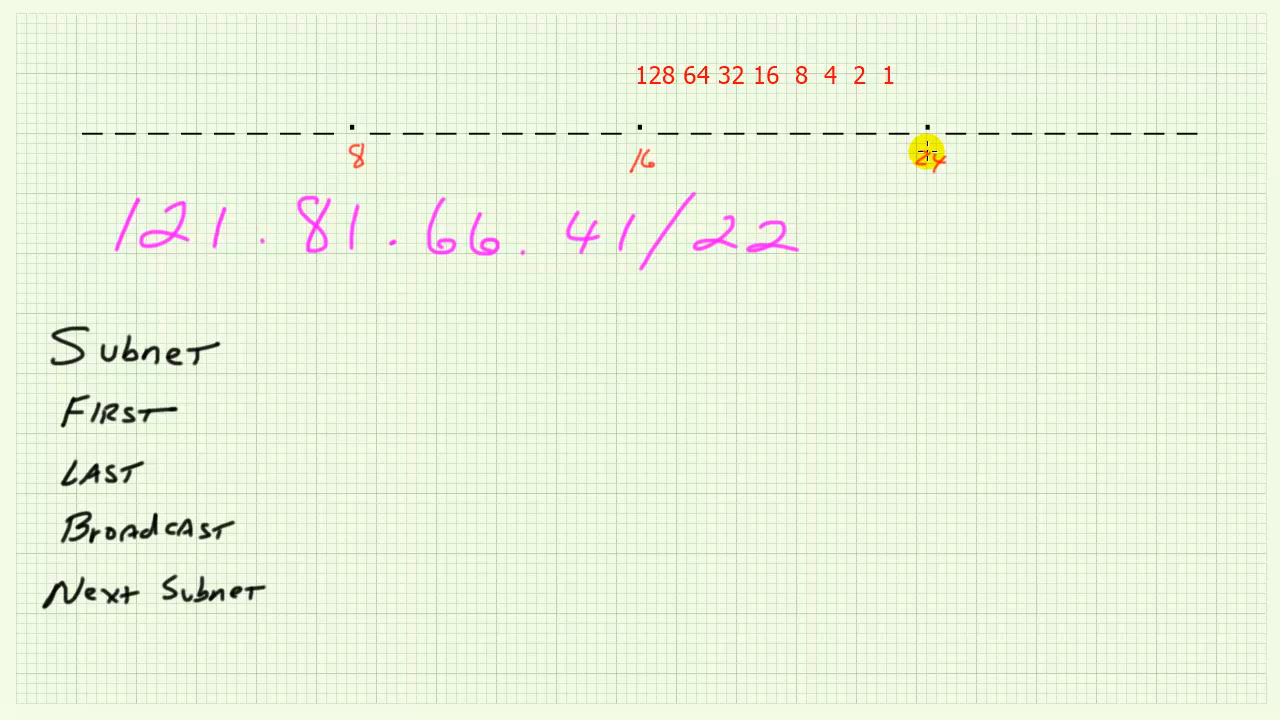 128 64 32 16 8 4 2 1
8 16 24
121.81.66.41/22
Subnet
FIRST
LAST
BroadcAST
Next Subnet